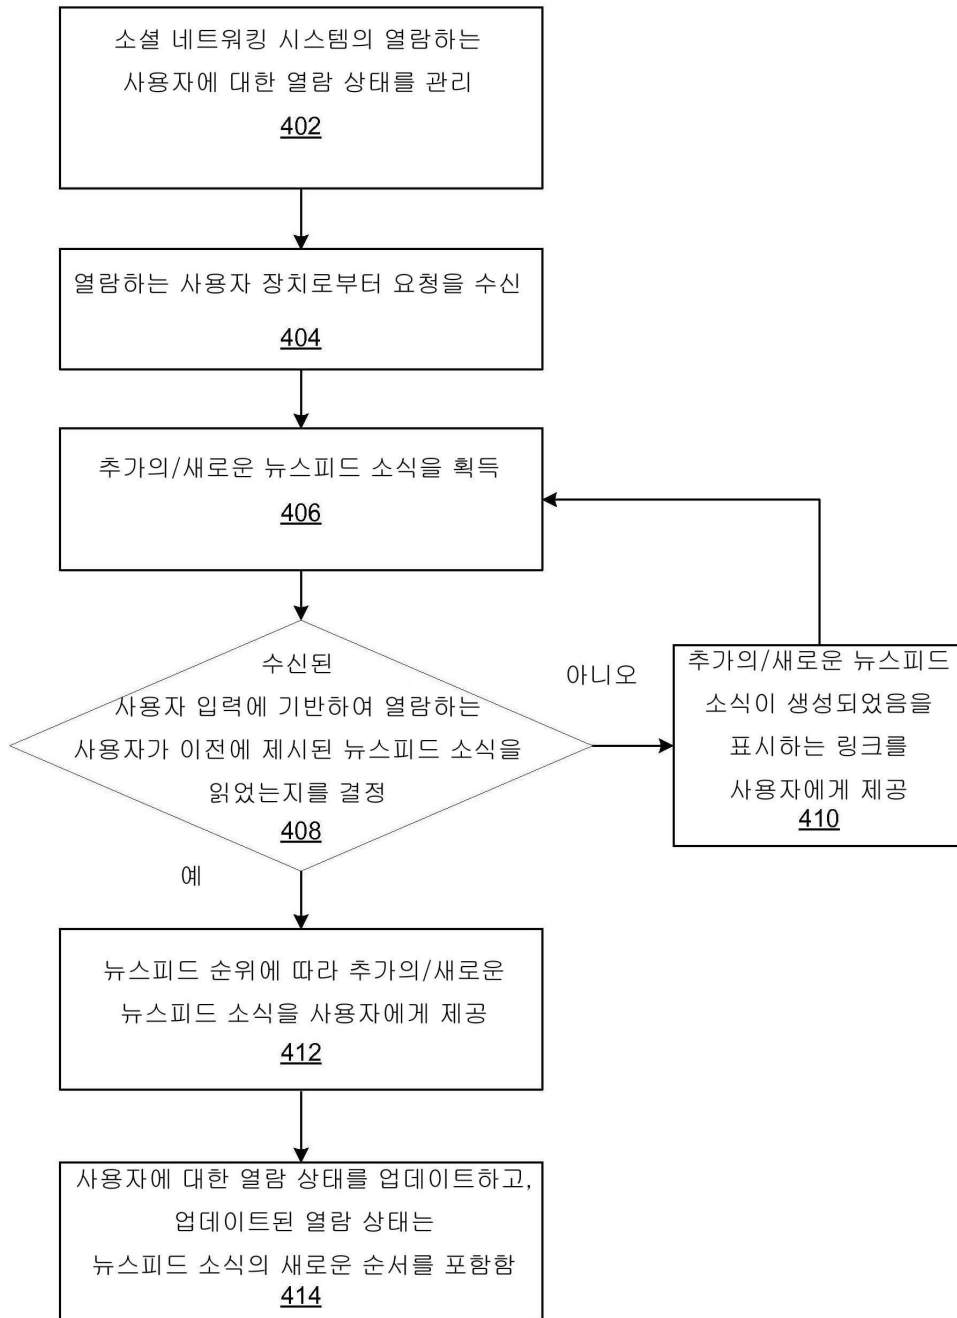 소셜 네트워킹 시스템의 열람하는
사용자에 대한 열람 상태를 관리
402
열람하는 사용자 장치로부터 요청을 수신
404
추가의/새로운 뉴스피드 소식을 획득
406
수신된
사용자 입력에 기반하여 열람하는
사용자가 이전에 제시된 뉴스피드 소식을
읽었는지를 결정
408
아니오
추가의/새로운 뉴스피드
소식이 생성되었음을
표시하는 링크를
사용자에게 제공
410
예
뉴스피드 순위에 따라 추가의/새로운
뉴스피드 소식을 사용자에게 제공
412
사용자에 대한 열람 상태를 업데이트하고,
업데이트된 열람 상태는
뉴스피드 소식의 새로운 순서를 포함함
414